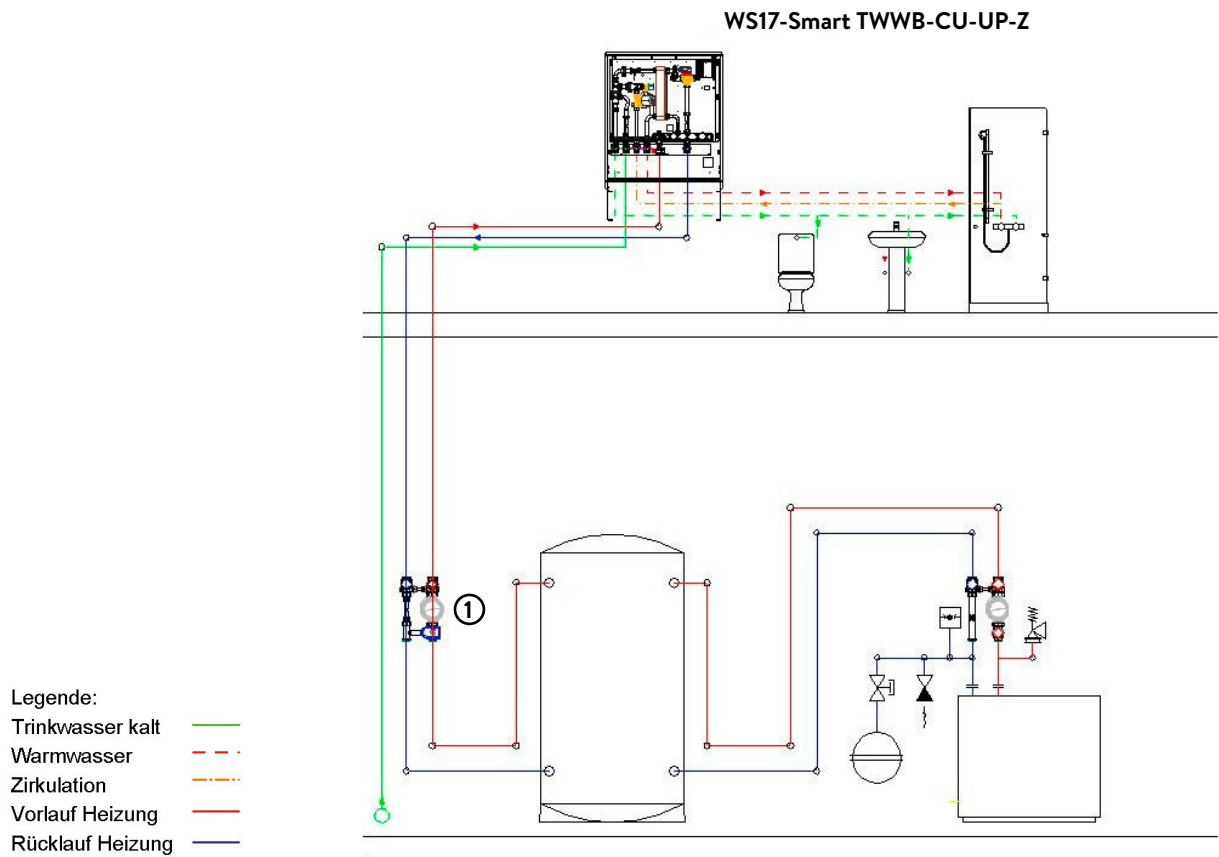 WS17-Smart TWWB-CU-UP-Z
1
Legende:
Trinkwasser kalt
Warmwasser
Zirkulation
Vorlauf Heizung
Rücklauf Heizung